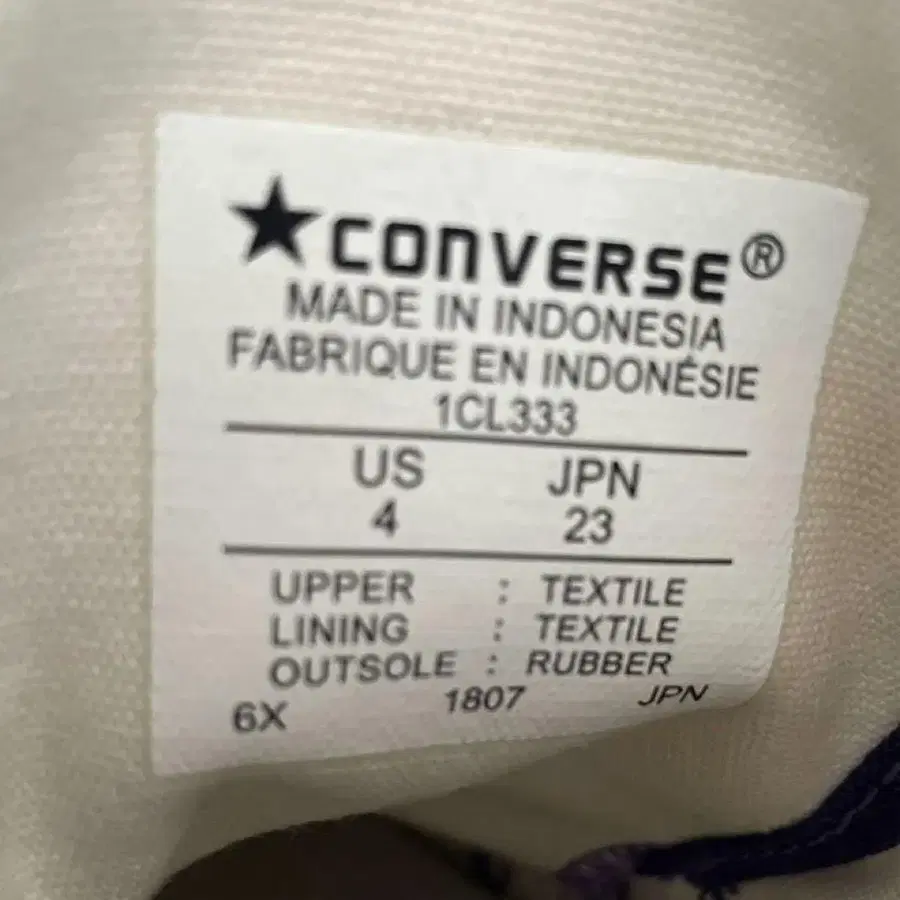 ★CONVERSE®
MADE IN INDONESIA
FABRIQUE EN INDONÉSIE
1CL333
US JPN
4 23
UPPER : TEXTILE
LINING : TEXTILE
OUTSOLE : RUBBER
6X 1807 JPN